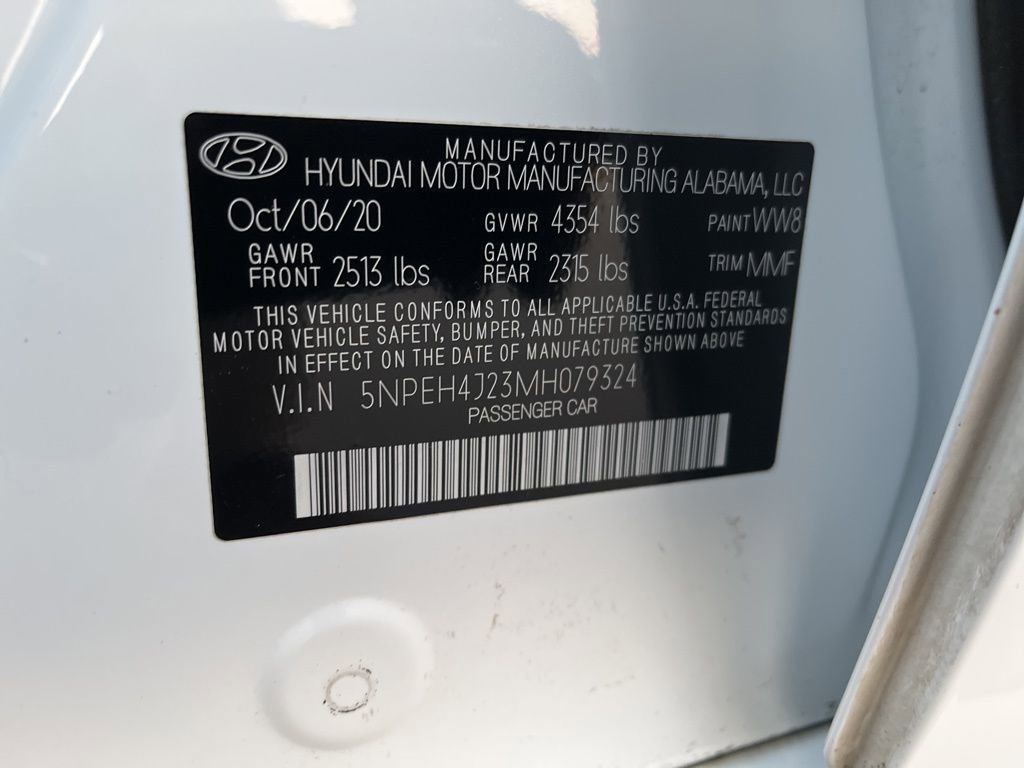 MANUFACTURED BY
HYUNDAI MOTOR MANUFACTURING ALABAMA, LLC
Oct/06/20 GVWR 4354 lbs PAINT WW8
GAWR FRONT 2513 lbs GAWR REAR 2315 lbs TRIM MMF
THIS VEHICLE CONFORMS TO ALL APPLICABLE U.S.A. FEDERAL
MOTOR VEHICLE SAFETY, BUMPER, AND THEFT PREVENTION STANDARDS
IN EFFECT ON THE DATE OF MANUFACTURE SHOWN ABOVE
V.I.N 5NPEH4J23MH079324
PASSENGER CAR